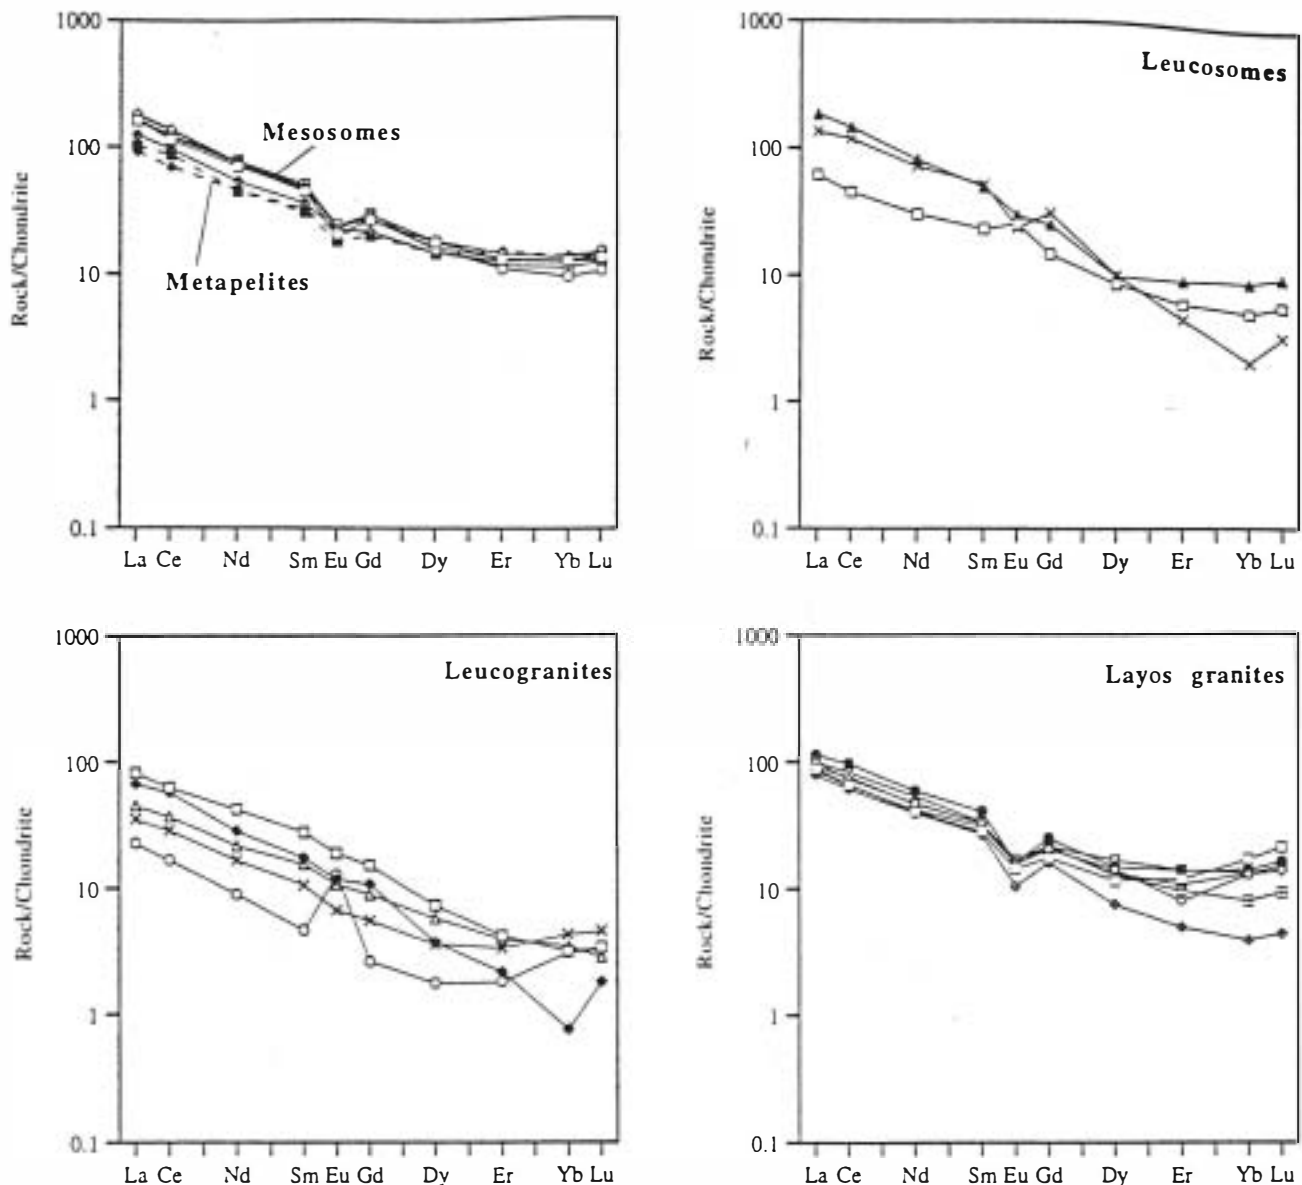 1000
100
10
1
0.1
Rock/Chondrite
Mesosomes
Metapelites
La Ce Nd Sm Eu Gd Dy Er Yb Lu
1000
100
10
1
0.1
Rock/Chondrite
Leucosomes
La Ce Nd Sm Eu Gd Dy Er Yb Lu
1000
100
10
1
0.1
Rock/Chondrite
Leucogranites
La Ce Nd Sm Eu Gd Dy Er Yb Lu
1000
100
10
1
0.1
Rock/Chondrite
Layos granites
La Ce Nd Sm Eu Gd Dy Er Yb Lu